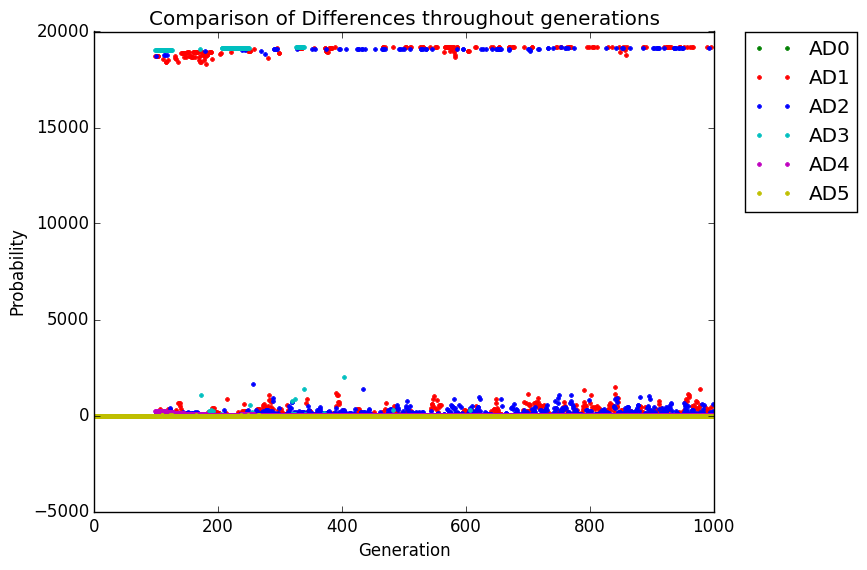 Comparison of Differences throughout generations
20000
15000
10000
5000
0
−5000
Probability
0 200 400 600 800 1000
Generation
AD0
AD1
AD2
AD3
AD4
AD5